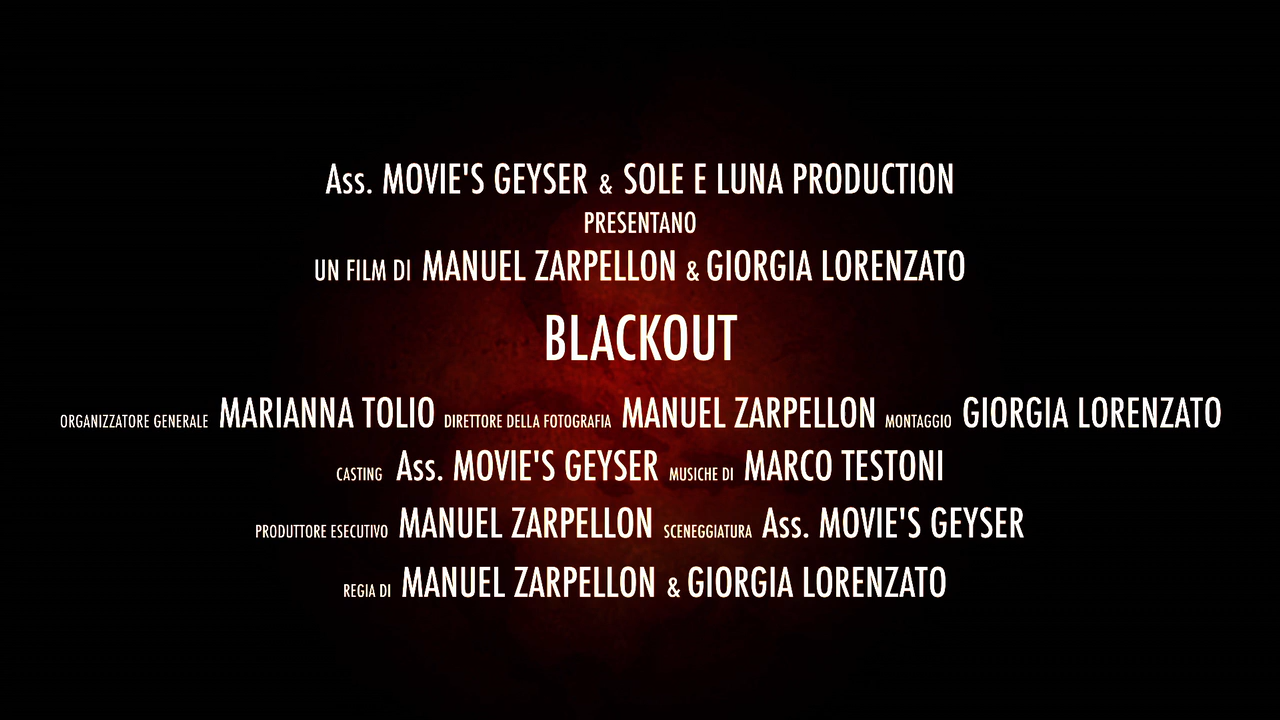 Ass. MOVIE'S GEYSER & SOLE E LUNA PRODUCTION
PRESENTANO
UN FILM DI MANUEL ZARPELLON & GIORGIA LORENZATO
BLACKOUT
ORGANIZZATORE GENERALE MARIANNA TOLIO DIRETTORE DELLA FOTOGRAFIA MANUEL ZARPELLON MONTAGGIO GIORGIA LORENZATO
CASTING Ass. MOVIE'S GEYSER MUSICHE DI MARCO TESTONI
PRODUTTORE ESECUTIVO MANUEL ZARPELLON SCENEGGIATURA Ass. MOVIE'S GEYSER
REGIA DI MANUEL ZARPELLON & GIORGIA LORENZATO